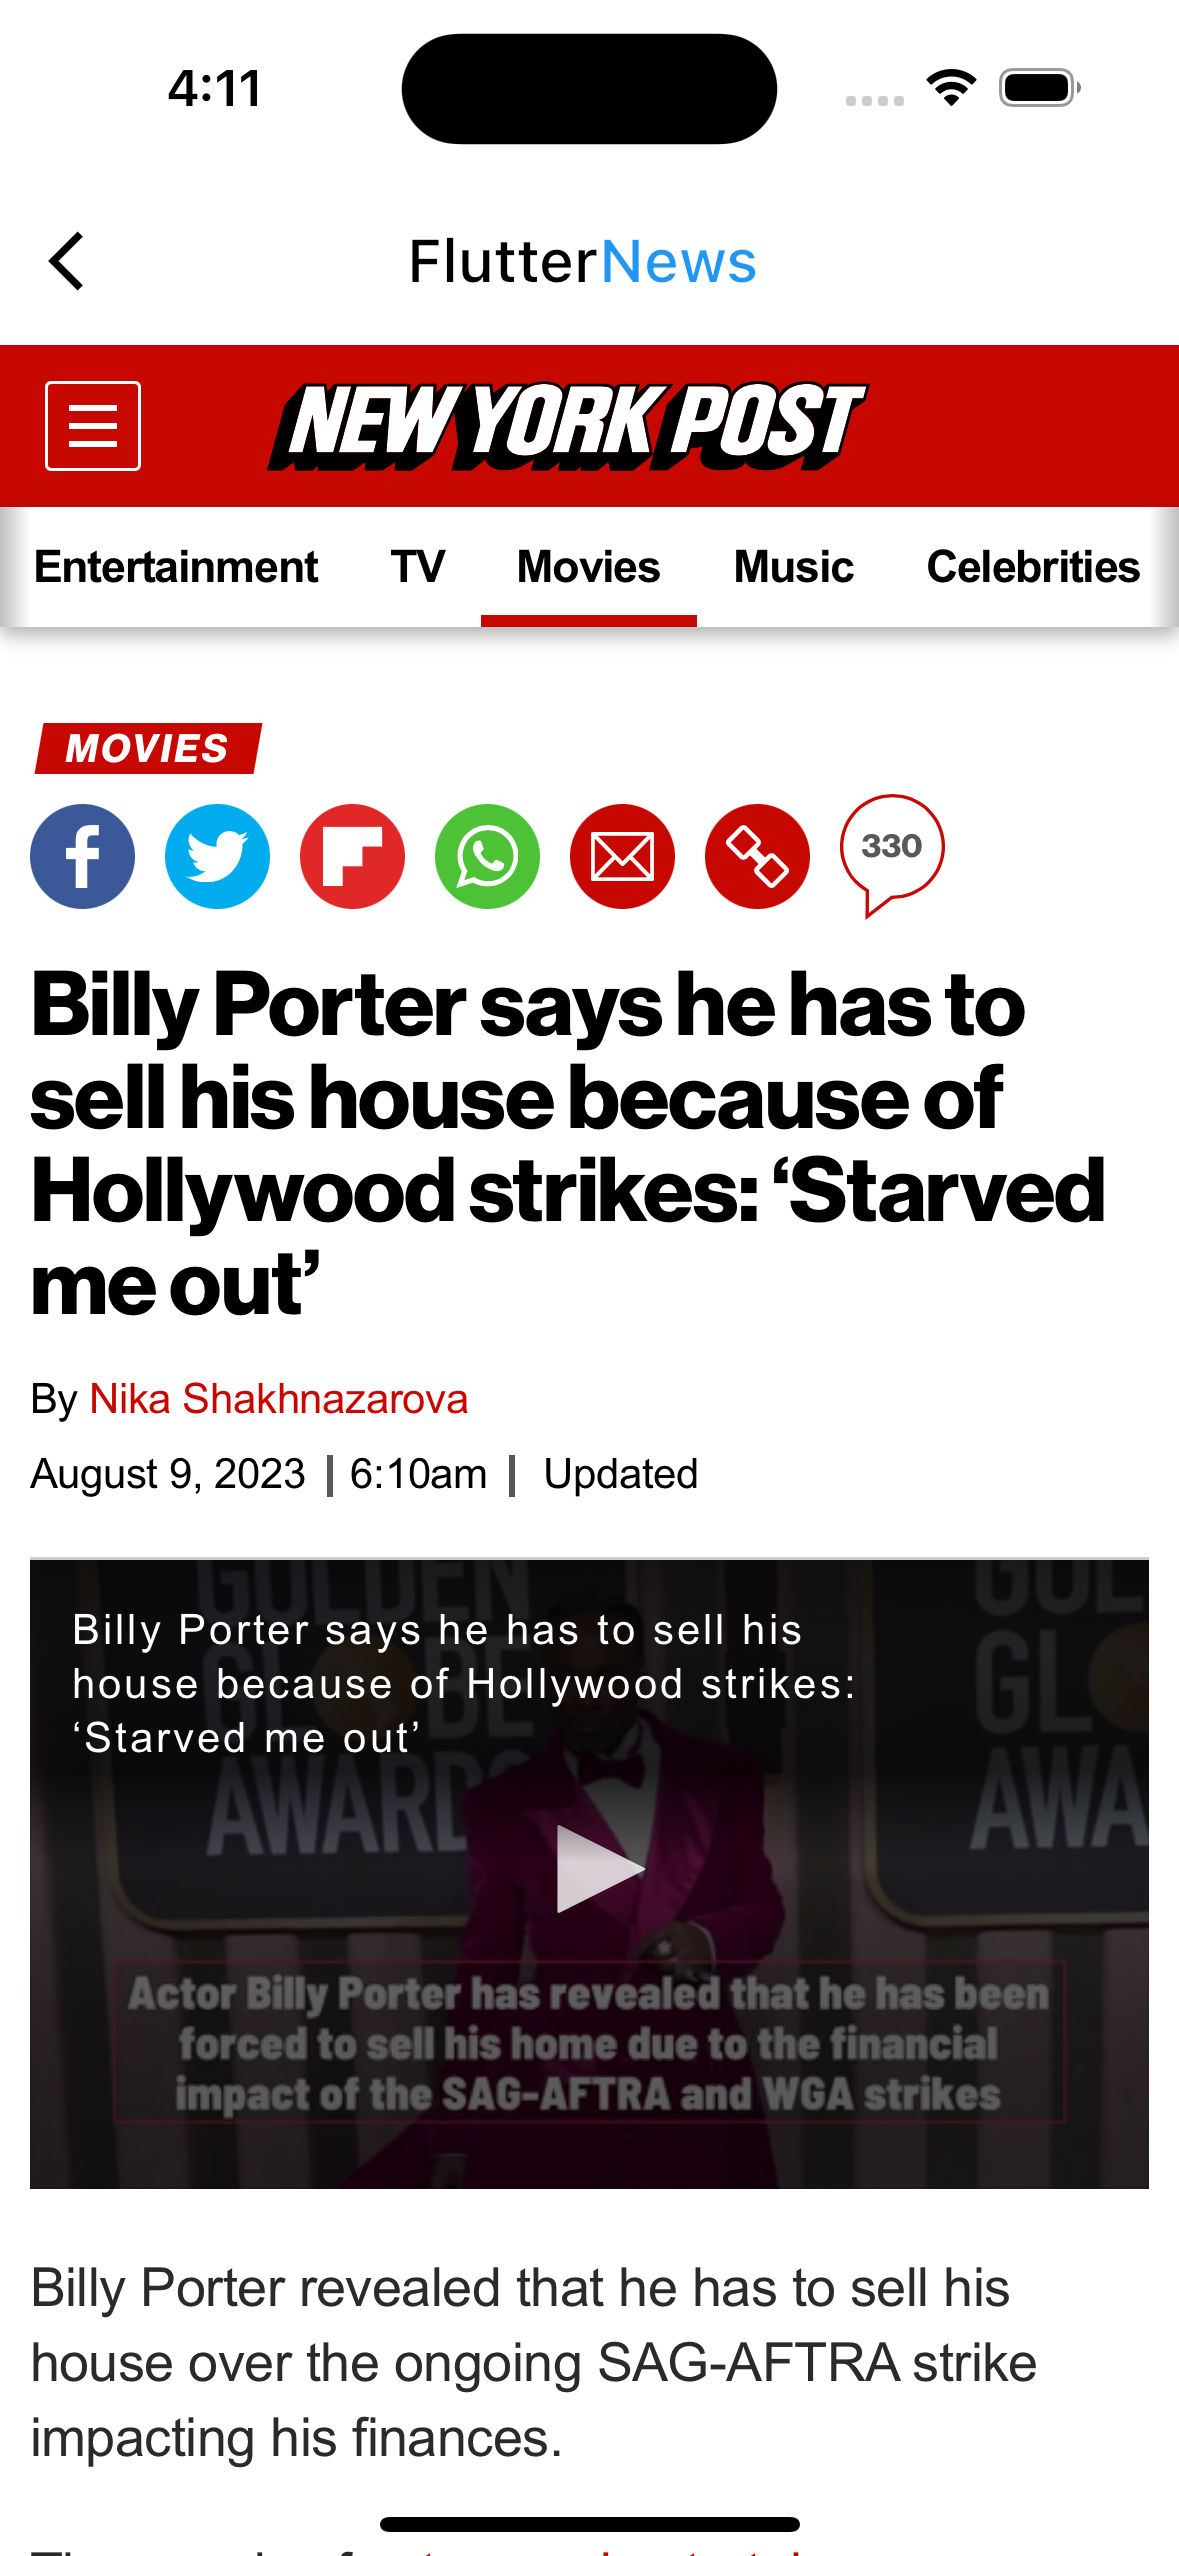 4:11
FlutterNews
NEW YORK POST
Entertainment TV Movies Music Celebrities
MOVIES
330
Billy Porter says he has to
sell his house because of
Hollywood strikes: ‘Starved
me out’
By Nika Shakhnazarova
August 9, 2023 | 6:10am | Updated
GOLDEN
GLOBE
AWARD
GOL
GL
AWA
Billy Porter says he has to sell his
house because of Hollywood strikes:
‘Starved me out’
Actor Billy Porter has revealed that he has been
forced to sell his home due to the financial
impact of the SAG-AFTRA and WGA strikes
Billy Porter revealed that he has to sell his
house over the ongoing SAG-AFTRA strike
impacting his finances.